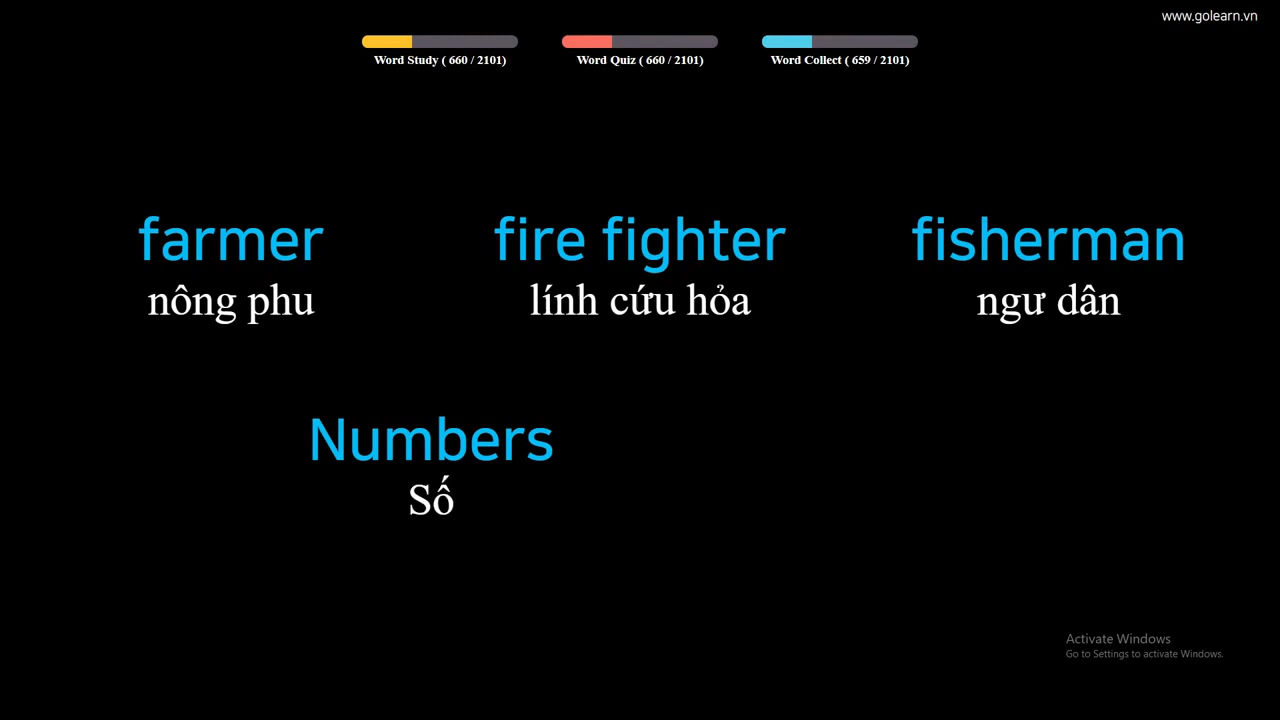 www.golearn.vn
Word Study ( 660 / 2101) Word Quiz ( 660 / 2101) Word Collect ( 659 / 2101)
farmer fire fighter fisherman
nông phu lính cứu hỏa ngư dân
Numbers
Số
Activate Windows
Go to Settings to activate Windows.